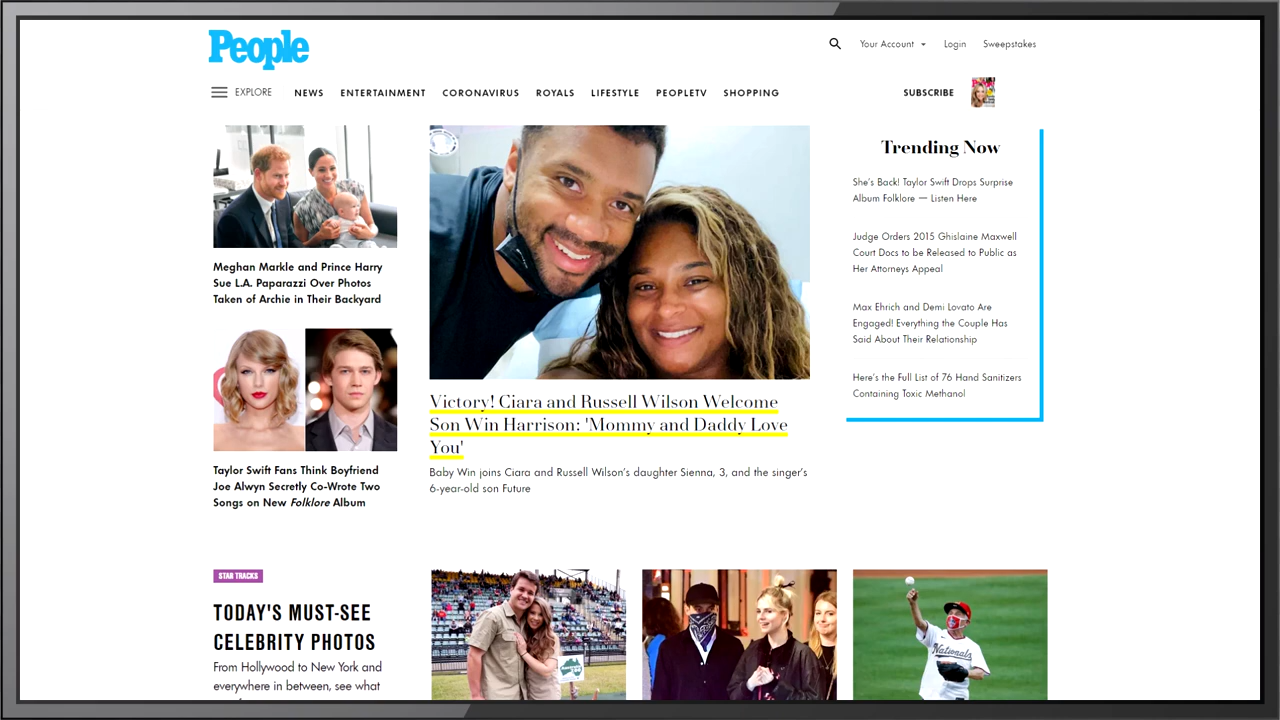 People
Your Account
Login
Sweepstakes
EXPLORE
NEWS
ENTERTAINMENT
CORONAVIRUS
ROYALS
LIFESTYLE
PEOPLETV
SHOPPING
SUBSCRIBE
Meghan Markle and Prince Harry
Sue L.A. Paparazzi Over Photos
Taken of Archie in Their Backyard
Taylor Swift Fans Think Boyfriend
Joe Alwyn Secretly Co-Wrote Two
Songs on New Folklore Album
Victory! Ciara and Russell Wilson Welcome
Son Win Harrison: 'Mommy and Daddy Love
You'
Baby Win joins Ciara and Russell Wilson's daughter Sienna, 3, and the singer's
6-year-old son Future
Trending Now
She's Back! Taylor Swift Drops Surprise
Album Folklore — Listen Here
Judge Orders 2015 Ghislaine Maxwell
Court Docs to be Released to Public as
Her Attorneys Appeal
Max Ehrich and Demi Lovato Are
Engaged! Everything the Couple Has
Said About Their Relationship
Here's the Full List of 76 Hand Sanitizers
Containing Toxic Methanol
STAR TRACKS
TODAY'S MUST-SEE
CELEBRITY PHOTOS
From Hollywood to New York and
everywhere in between, see what
Nationals